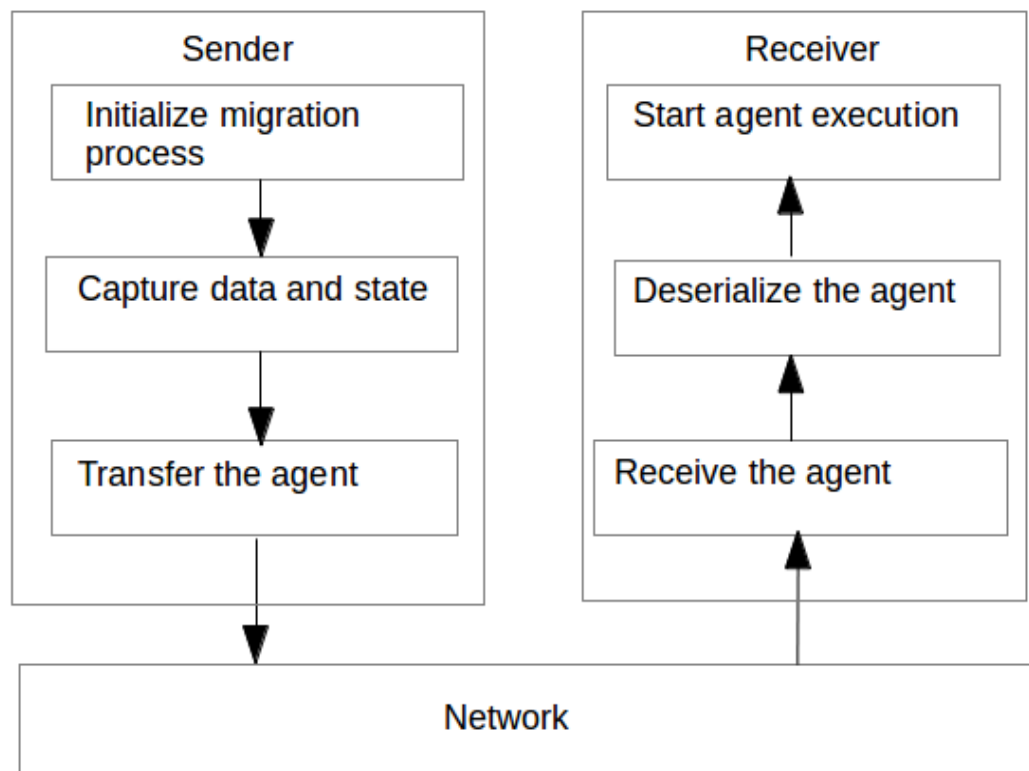 Sender
Initialize migration
process
Capture data and state
Transfer the agent
Receiver
Start agent execution
Deserialize the agent
Receive the agent
Network